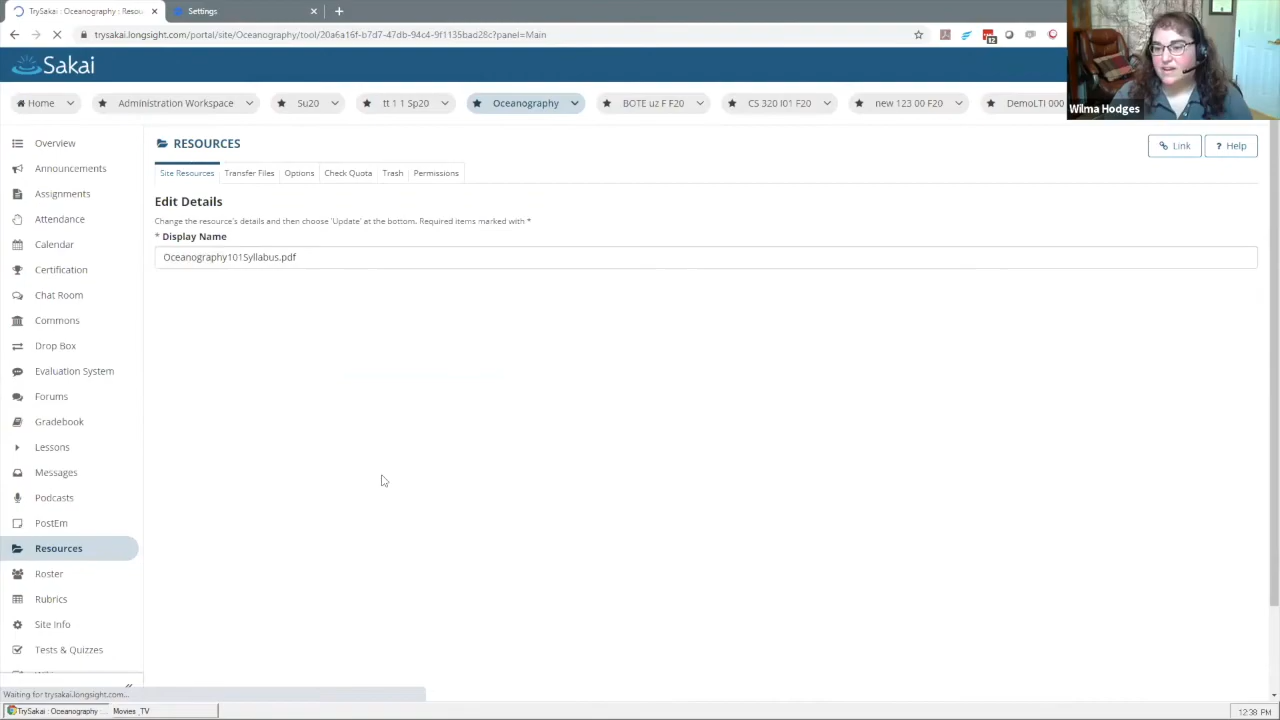 TrySakai : Oceanography : Resou
Settings
trysakai.longsight.com/portal/site/Oceanography/tool/20a6a16f-b7d7-47db-94c4-9f1135bad28c?panel=Main
12
Sakai
Home
Administration Workspace
Su20
tt 1 1 Sp20
Oceanography
BOTE uz F F20
CS 320 I01 F20
new 123 00 F20
DemoLTI 000
Wilma Hodges
Overview
Announcements
Assignments
Attendance
Calendar
Certification
Chat Room
Commons
Drop Box
Evaluation System
Forums
Gradebook
Lessons
Messages
Podcasts
PostEm
Resources
Roster
Rubrics
Site Info
Tests & Quizzes
RESOURCES
Link
? Help
Site Resources
Transfer Files
Options
Check Quota
Trash
Permissions
Edit Details
Change the resource's details and then choose 'Update' at the bottom. Required items marked with *
* Display Name
Oceanography101Syllabus.pdf
Waiting for trysakai.longsight.com...
TrySakai : Oceanography : ...
Movies _TV
12:38 PM